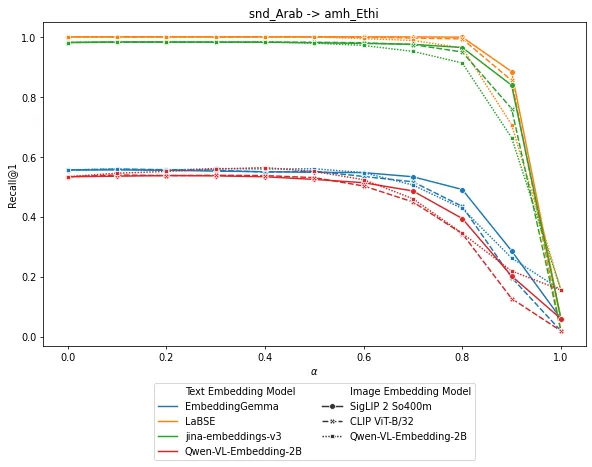 snd_Arab -> amh_Ethi
Recall@1
1.0
0.8
0.6
0.4
0.2
0.0
0.0 0.2 0.4 0.6 0.8 1.0
α
Text Embedding Model
EmbeddingGemma
LaBSE
jina-embeddings-v3
Qwen-VL-Embedding-2B
Image Embedding Model
SigLIP 2 So400m
CLIP ViT-B/32
Qwen-VL-Embedding-2B